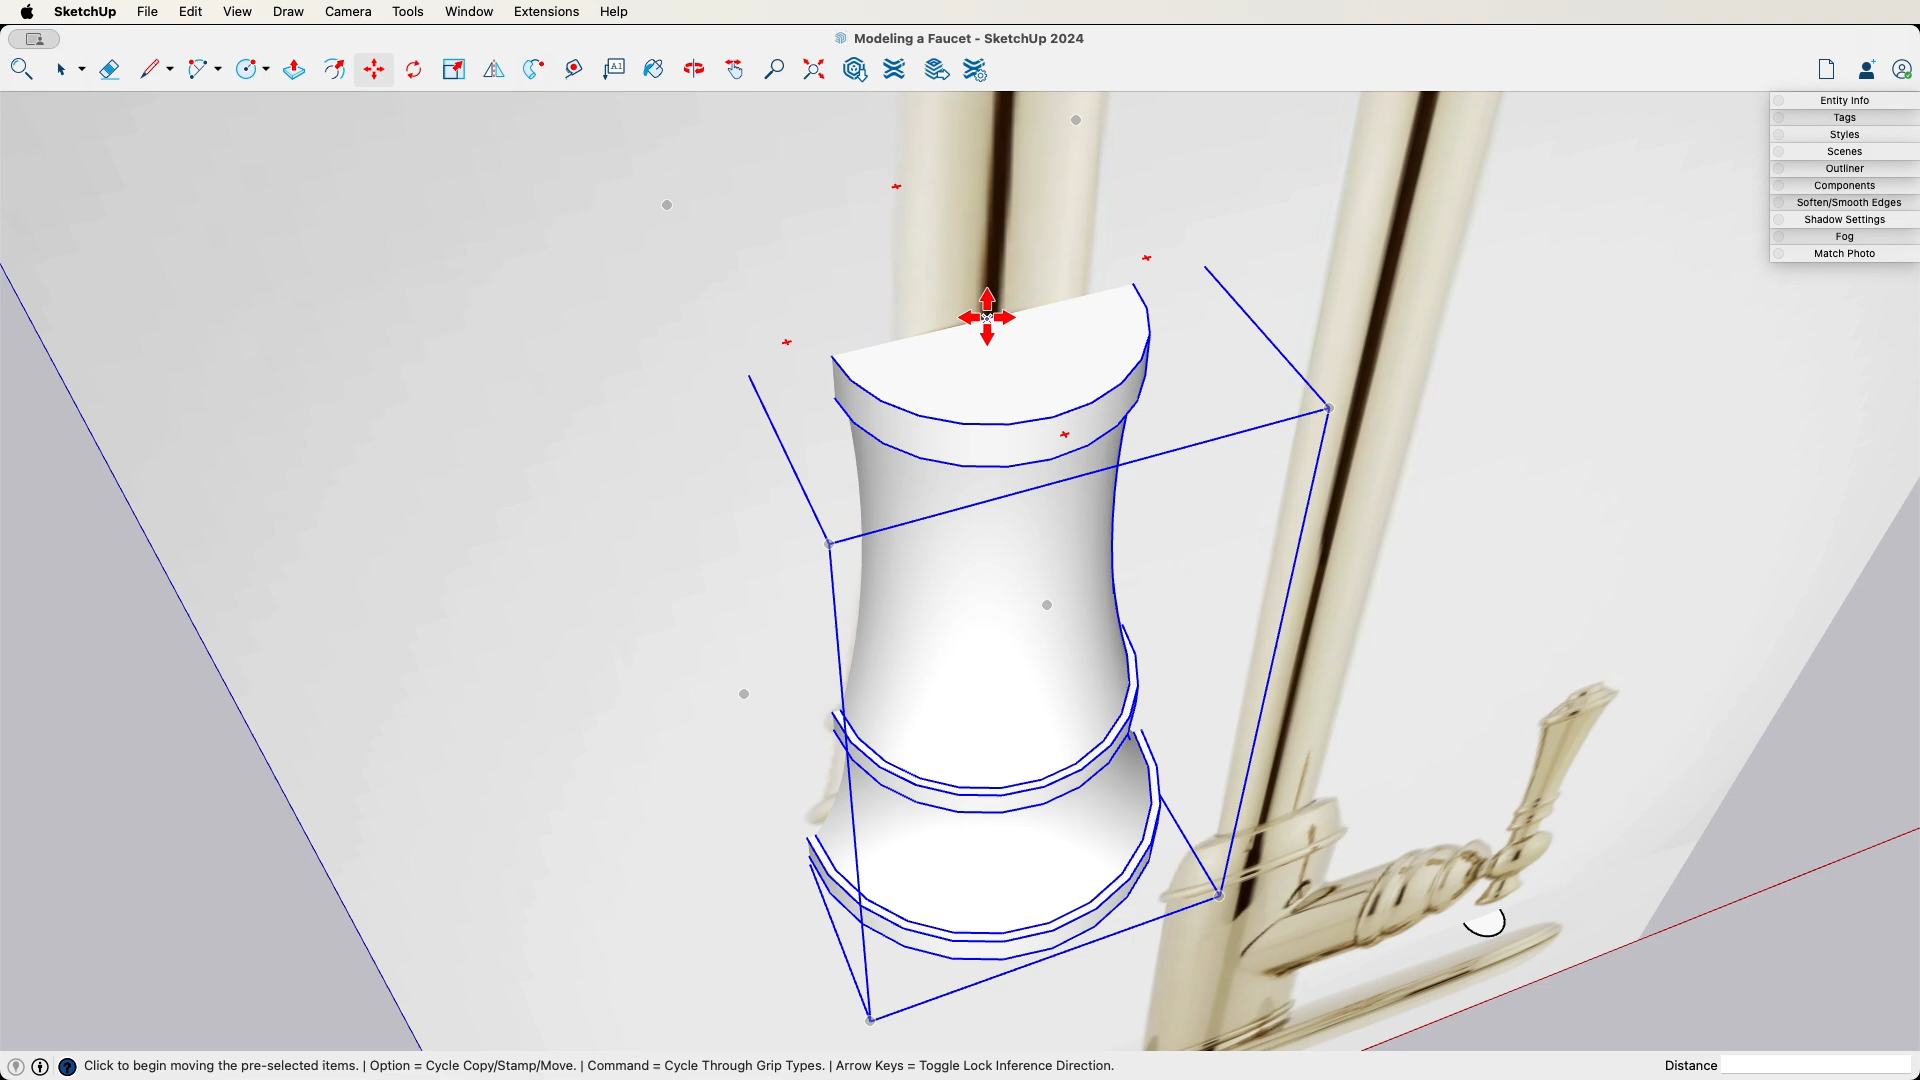 SketchUp File Edit View Draw Camera Tools Window Extensions Help
Modeling a Faucet - SketchUp 2024
A1
Entity Info
Tags
Styles
Scenes
Outliner
Components
Soften/Smooth Edges
Shadow Settings
Fog
Match Photo
Click to begin moving the pre-selected items. | Option = Cycle Copy/Stamp/Move. | Command = Cycle Through Grip Types. | Arrow Keys = Toggle Lock Inference Direction.
Distance